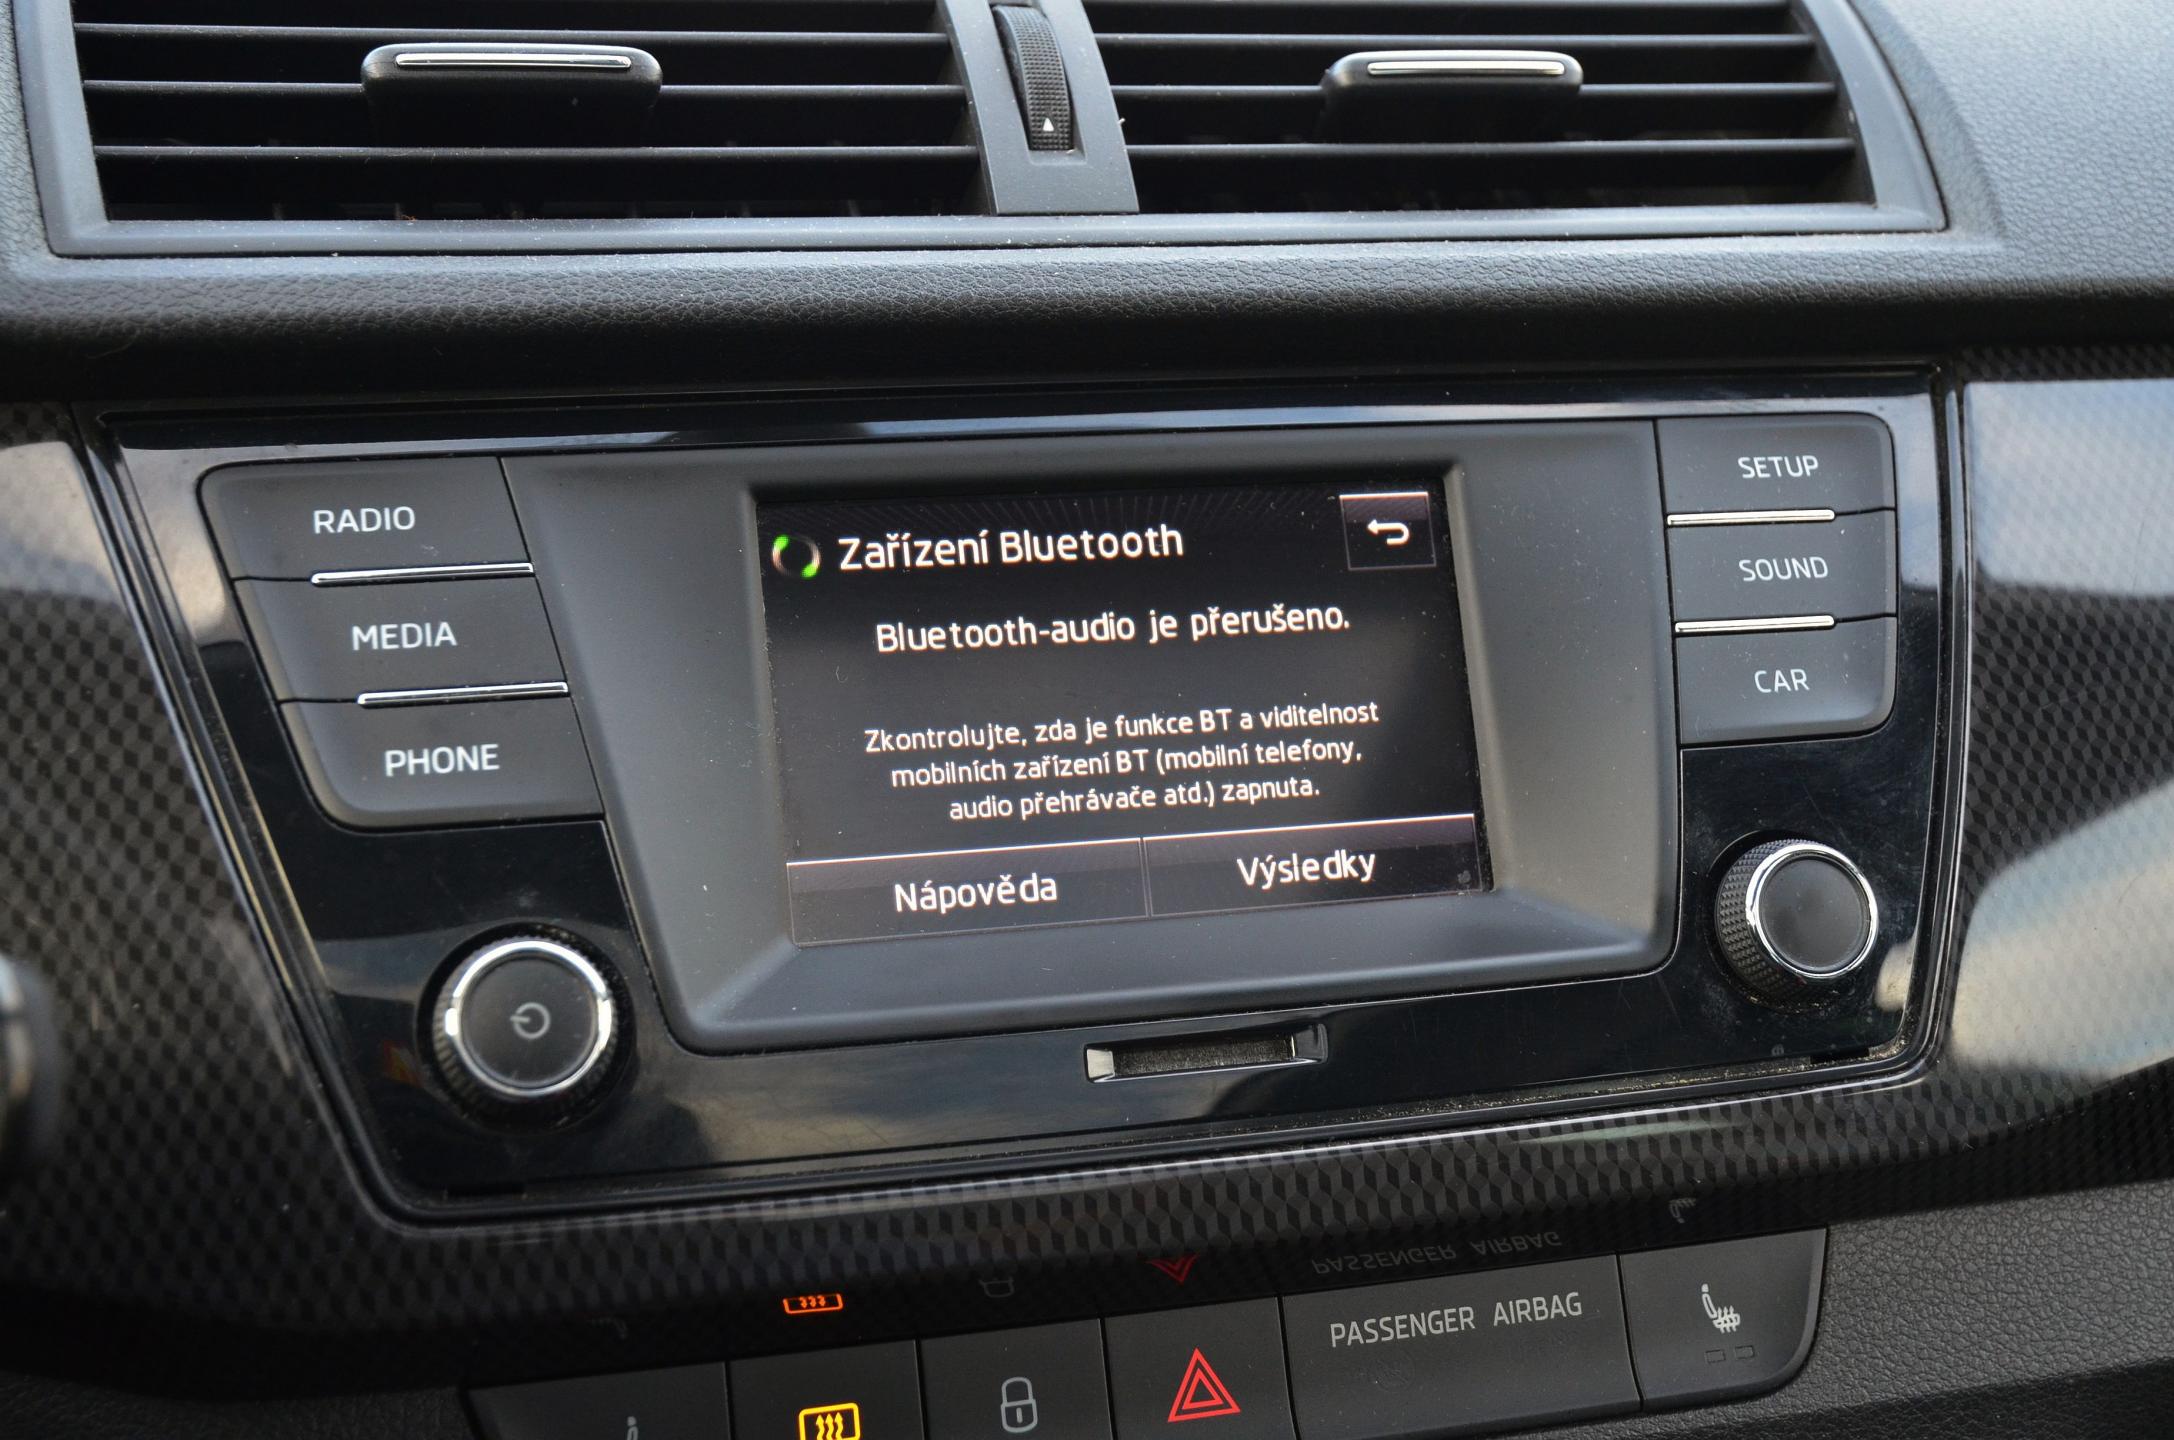 RADIO
MEDIA
PHONE
Zařízení Bluetooth
Bluetooth-audio je přerušeno.
Zkontrolujte, zda je funkce BT a viditelnost
mobilních zařízení BT (mobilní telefony,
audio přehrávače atd.) zapnuta.
Nápověda
Výsledky
SETUP
SOUND
CAR
PASSENGER AIRBAG
PASSENGER AIRBAG